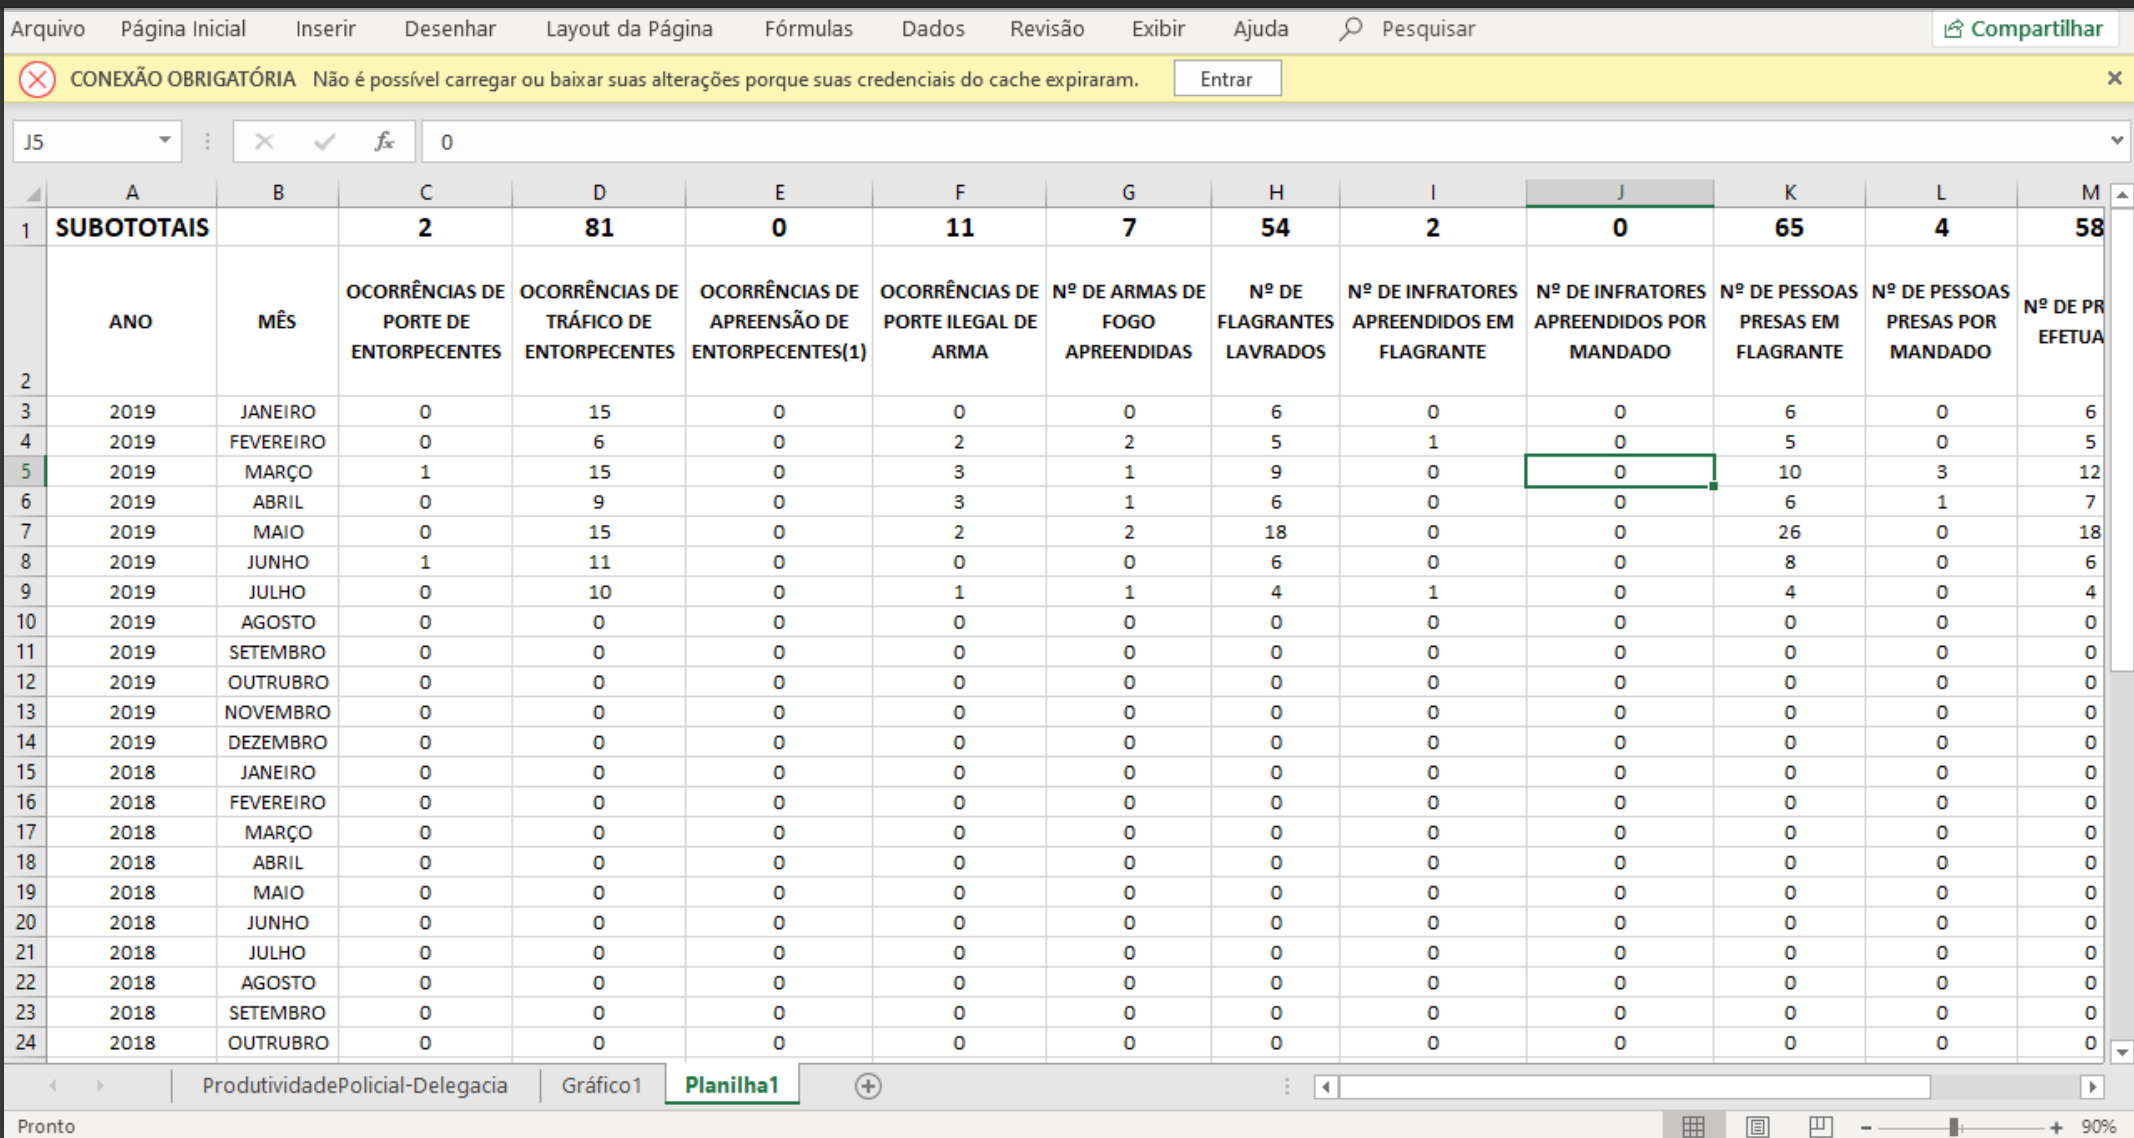 Arquivo Página Inicial Inserir Desenhar Layout da Página Fórmulas Dados Revisão Exibir Ajuda Pesquisar Compartilhar
CONEXÃO OBRIGATÓRIA Não é possível carregar ou baixar suas alterações porque suas credenciais do cache expiraram. Entrar
J5 fx 0
A B C D E F G H I J K L M
1 SUBOTOTAIS 2 81 0 11 7 54 2 0 65 4 58
2 ANO MÊS OCORRÊNCIAS DE PORTE DE ENTORPECENTES OCORRÊNCIAS DE TRÁFICO DE ENTORPECENTES OCORRÊNCIAS DE APREENSÃO DE ENTORPECENTES(1) OCORRÊNCIAS DE PORTE ILEGAL DE ARMA Nº DE ARMAS DE FOGO APREENDIDAS Nº DE FLAGRANTES LAVRADOS Nº DE INFRATORES APREENDIDOS EM FLAGRANTE Nº DE INFRATORES APREENDIDOS POR MANDADO Nº DE PESSOAS PRESAS EM FLAGRANTE Nº DE PESSOAS PRESAS POR MANDADO Nº DE PR EFETUA
3 2019 JANEIRO 0 15 0 0 0 6 0 0 6 0 6
4 2019 FEVEREIRO 0 6 0 2 2 5 1 0 5 0 5
5 2019 MARÇO 1 15 0 3 1 9 0 0 10 3 12
6 2019 ABRIL 0 9 0 3 1 6 0 0 6 1 7
7 2019 MAIO 0 15 0 2 2 18 0 0 26 0 18
8 2019 JUNHO 1 11 0 0 0 6 0 0 8 0 6
9 2019 JULHO 0 10 0 1 1 4 1 0 4 0 4
10 2019 AGOSTO 0 0 0 0 0 0 0 0 0 0 0
11 2019 SETEMBRO 0 0 0 0 0 0 0 0 0 0 0
12 2019 OUTRUBRO 0 0 0 0 0 0 0 0 0 0 0
13 2019 NOVEMBRO 0 0 0 0 0 0 0 0 0 0 0
14 2019 DEZEMBRO 0 0 0 0 0 0 0 0 0 0 0
15 2018 JANEIRO 0 0 0 0 0 0 0 0 0 0 0
16 2018 FEVEREIRO 0 0 0 0 0 0 0 0 0 0 0
17 2018 MARÇO 0 0 0 0 0 0 0 0 0 0 0
18 2018 ABRIL 0 0 0 0 0 0 0 0 0 0 0
19 2018 MAIO 0 0 0 0 0 0 0 0 0 0 0
20 2018 JUNHO 0 0 0 0 0 0 0 0 0 0 0
21 2018 JULHO 0 0 0 0 0 0 0 0 0 0 0
22 2018 AGOSTO 0 0 0 0 0 0 0 0 0 0 0
23 2018 SETEMBRO 0 0 0 0 0 0 0 0 0 0 0
24 2018 OUTRUBRO 0 0 0 0 0 0 0 0 0 0 0
ProdutividadePolicial-Delegacia Gráfico1 Planilha1
Pronto 90%